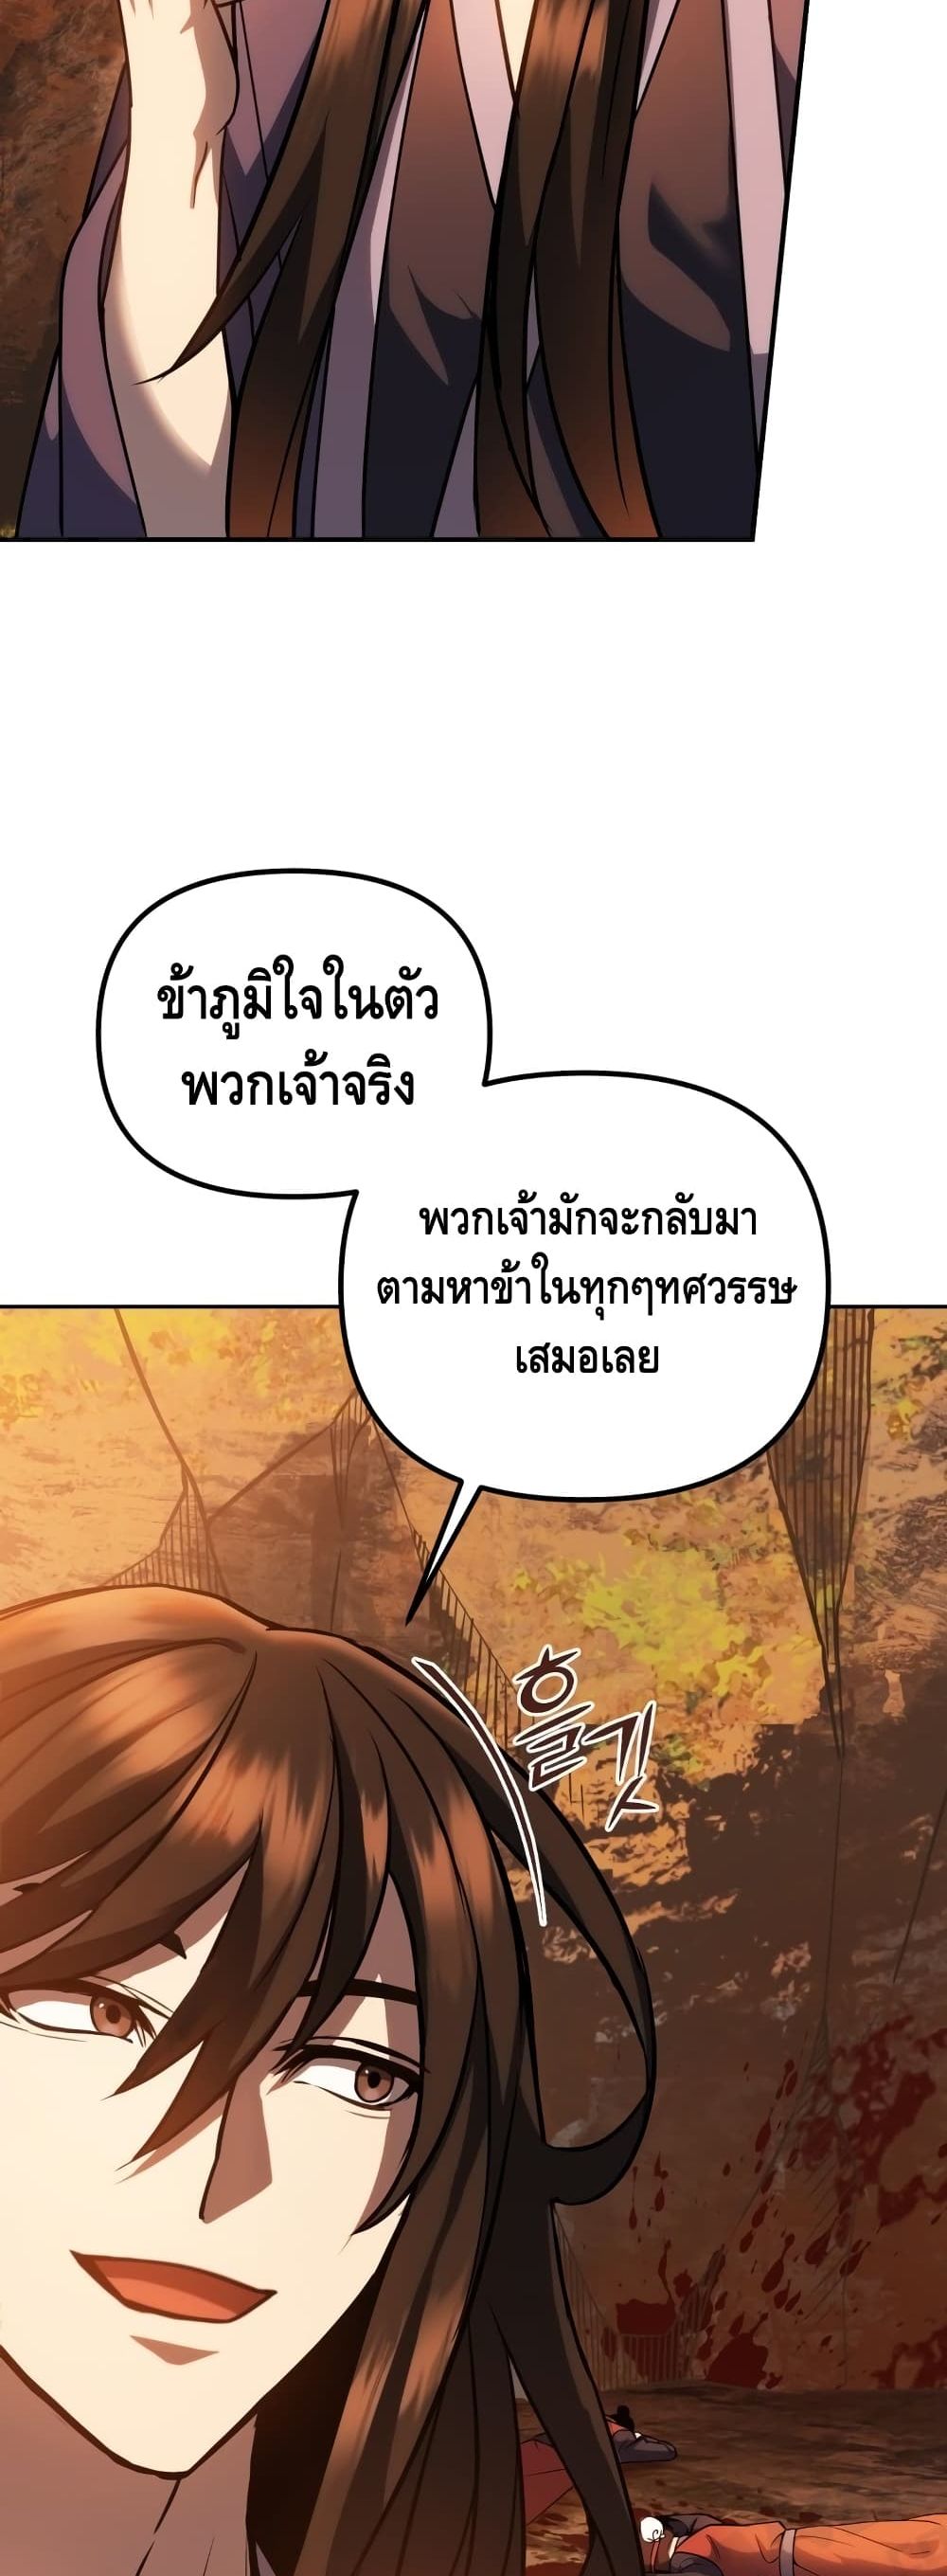 ข้าภูมิใจในตัว
พวกเจ้าจริง
พวกเจ้ามักจะกลับมา
ตามหาข้าในทุกๆทศวรรษ
เสมอเลย
흘깃